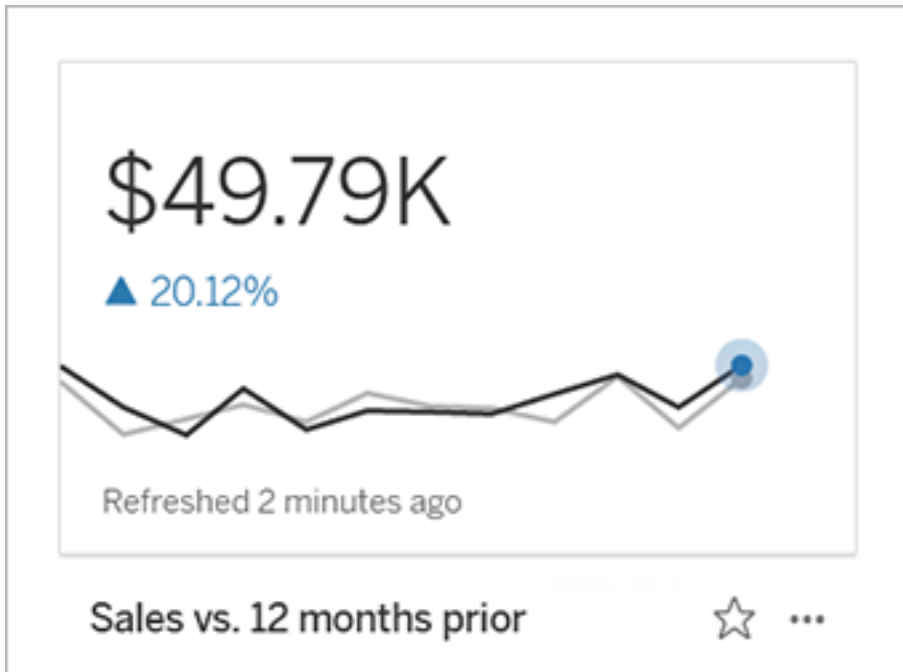 $49.79K
▲ 20.12%
Refreshed 2 minutes ago
Sales vs. 12 months prior